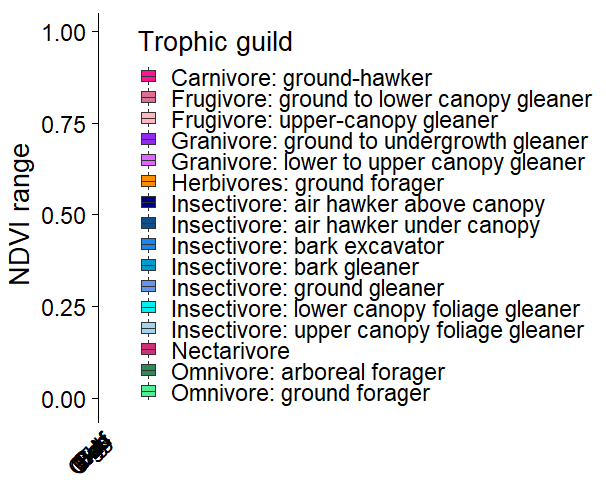 Trophic guild
Carnivore: ground-hawker
Frugivore: ground to lower canopy gleaner
Frugivore: upper-canopy gleaner
Granivore: ground to undergrowth gleaner
Granivore: lower to upper canopy gleaner
Herbivores: ground forager
Insectivore: air hawker above canopy
Insectivore: air hawker under canopy
Insectivore: bark excavator
Insectivore: bark gleaner
Insectivore: ground gleaner
Insectivore: lower canopy foliage gleaner
Insectivore: upper canopy foliage gleaner
Nectarivore
Omnivore: arboreal forager
Omnivore: ground forager
NDVI range
1.00
0.75
0.50
0.25
0.00